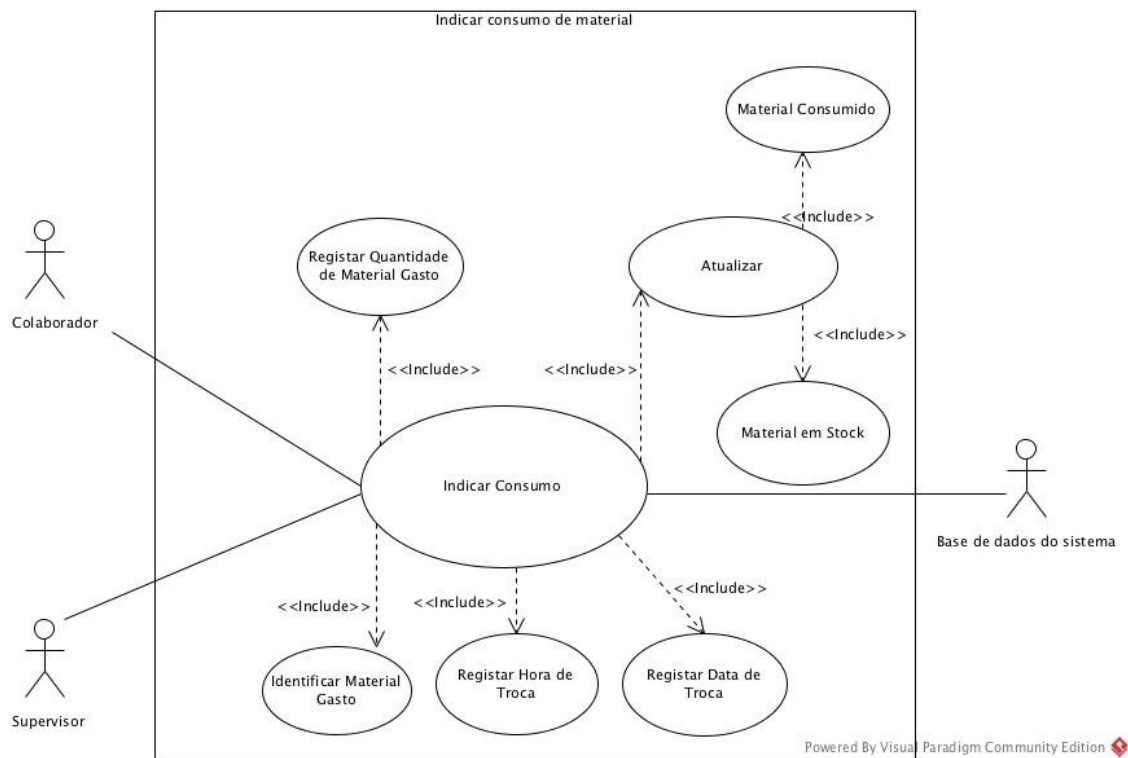 Indicar consumo de material
Material Consumido
<<Include>>
Registar Quantidade
de Material Gasto
Atualizar
Colaborador
<<Include>>
<<Include>>
<<Include>>
Material em Stock
Indicar Consumo
Base de dados do sistema
<<Include>>
<<Include>>
<<Include>>
Identificar Material
Gasto
Registar Hora de
Troca
Registar Data de
Troca
Supervisor
Powered By Visual Paradigm Community Edition